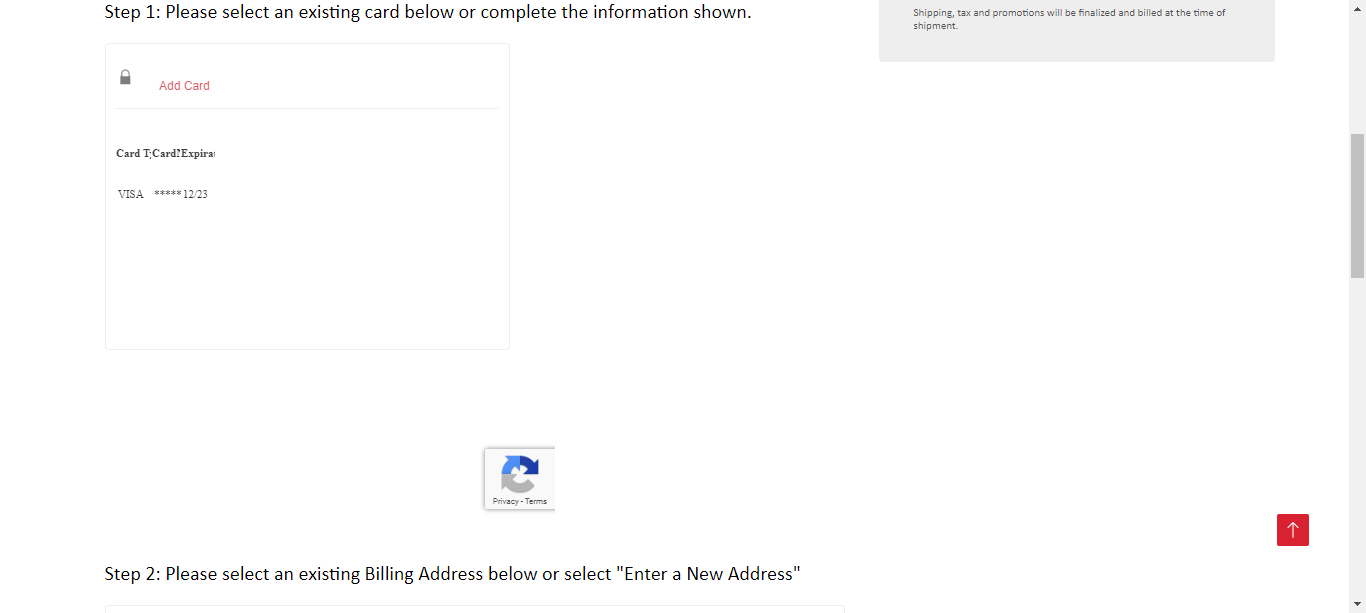 Step 1: Please select an existing card below or complete the information shown.
Shipping, tax and promotions will be finalized and billed at the time of
shipment.
Add Card
Card T
VISA ***** 12/23
Privacy - Terms
Step 2: Please select an existing Billing Address below or select "Enter a New Address"